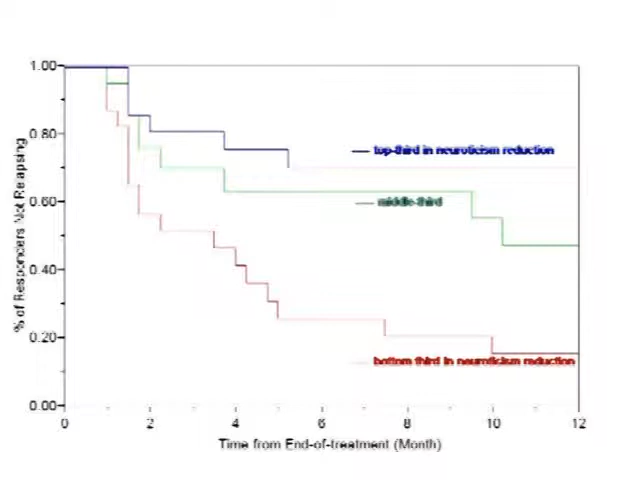 1.00
0.80
0.60
0.40
0.20
0.00
% of Responders Not Relapsing
top-third in neuroticism reduction
middle-third
bottom third in neuroticism reduction
0 2 4 6 8 10 12
Time from End-of-treatment (Month)